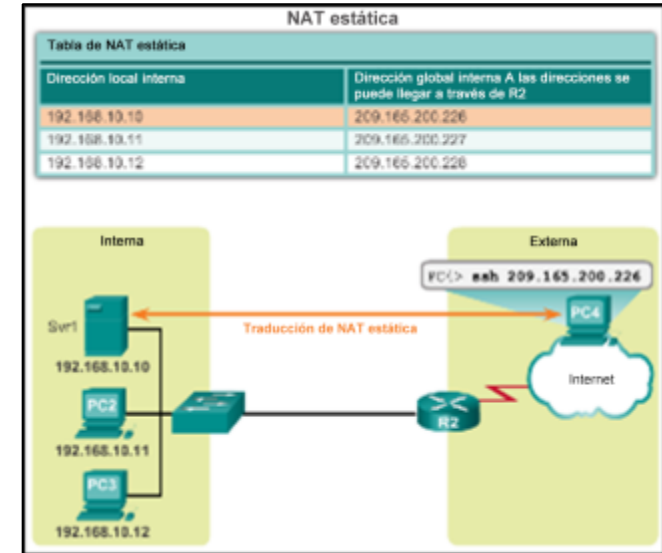 NAT estática
Tabla de NAT estática
Dirección local interna
Dirección global interna A las direcciones se
puede llegar a través de R2
192.168.10.10
209.165.200.226
192.168.10.11
209.165.200.227
192.168.10.12
209.165.200.228
Interna
Externa
PC4> ssh 209.165.200.226
Svr1
PC4
Traducción de NAT estática
192.168.10.10
Internet
PC2
R2
192.168.10.11
PC3
192.168.10.12